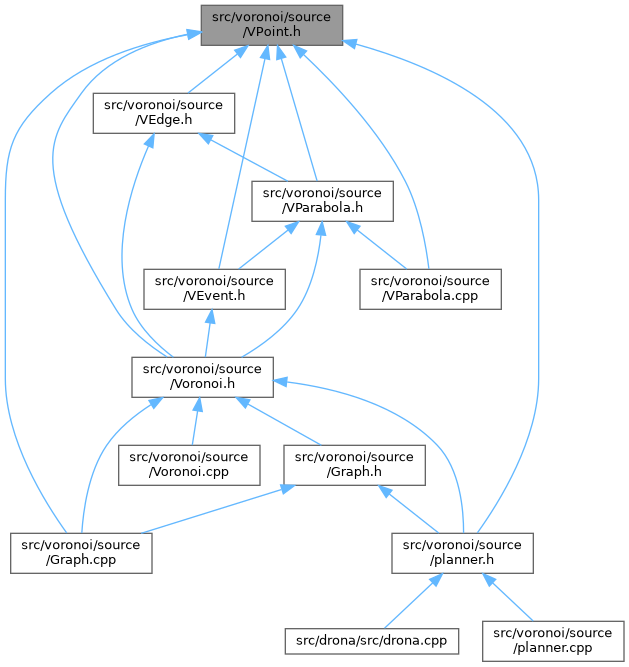 src/voronoi/source
/VPoint.h
src/voronoi/source
/VEdge.h
src/voronoi/source
/VParabola.h
src/voronoi/source
/VEvent.h
src/voronoi/source
/VParabola.cpp
src/voronoi/source
/Voronoi.h
src/voronoi/source
/Voronoi.cpp
src/voronoi/source
/Graph.h
src/voronoi/source
/Graph.cpp
src/voronoi/source
/planner.h
src/drona/src/drona.cpp
src/voronoi/source
/planner.cpp